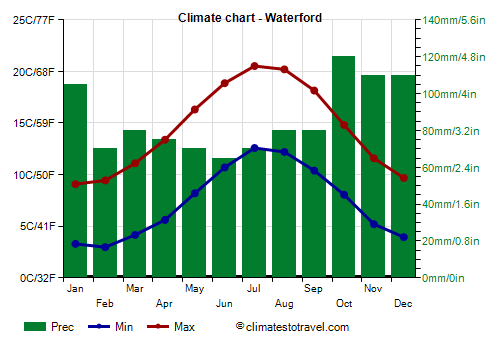 Climate chart - Waterford
25C/77F
20C/68F
15C/59F
10C/50F
5C/41F
0C/32F
140mm/5.6in
120mm/4.8in
100mm/4in
80mm/3.2in
60mm/2.4in
40mm/1.6in
20mm/0.8in
0mm/0in
Jan Mar May Jul Sep Nov
Feb Apr Jun Aug Oct Dec
Prec Min Max ©climatestotravel.com